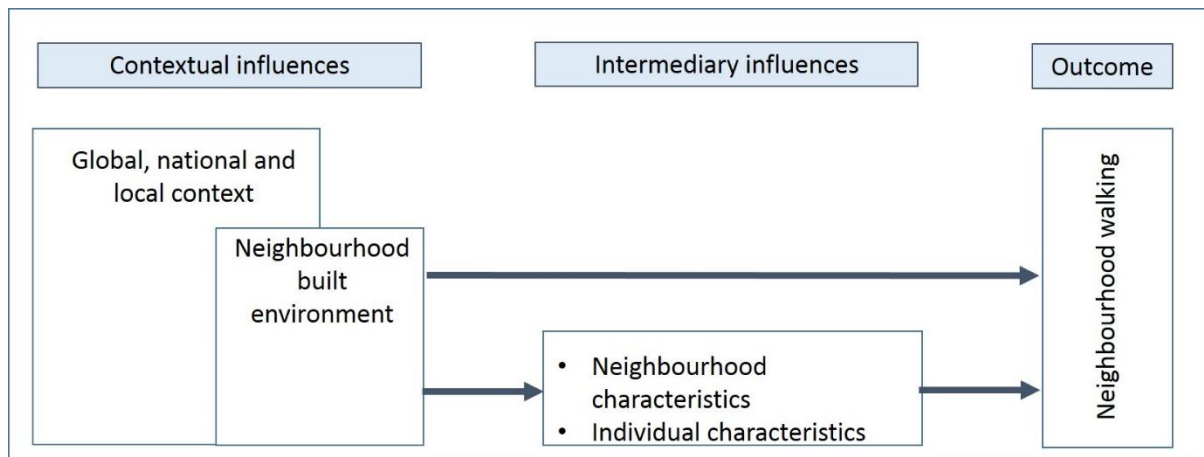 Contextual influences
Intermediary influences
Outcome
Global, national and
local context
Neighbourhood
built
environment
• Neighbourhood
characteristics
• Individual characteristics
Neighbourhood walking